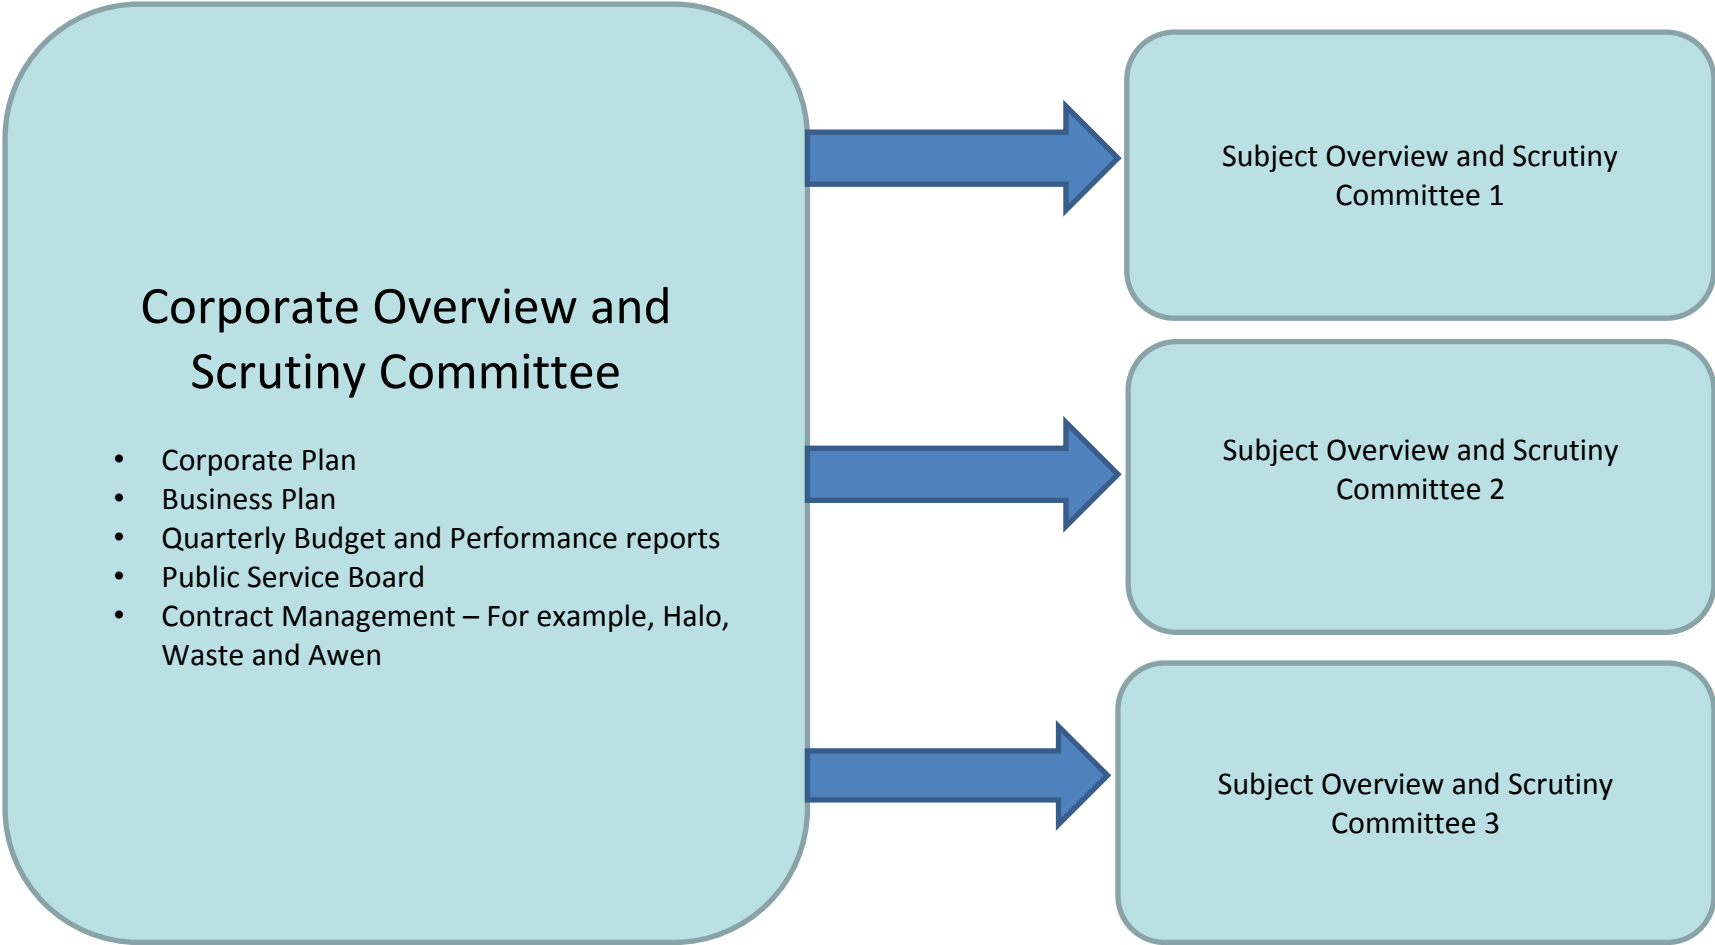 Corporate Overview and
Scrutiny Committee
• Corporate Plan
• Business Plan
• Quarterly Budget and Performance reports
• Public Service Board
• Contract Management – For example, Halo,
Waste and Awen
Subject Overview and Scrutiny
Committee 1
Subject Overview and Scrutiny
Committee 2
Subject Overview and Scrutiny
Committee 3